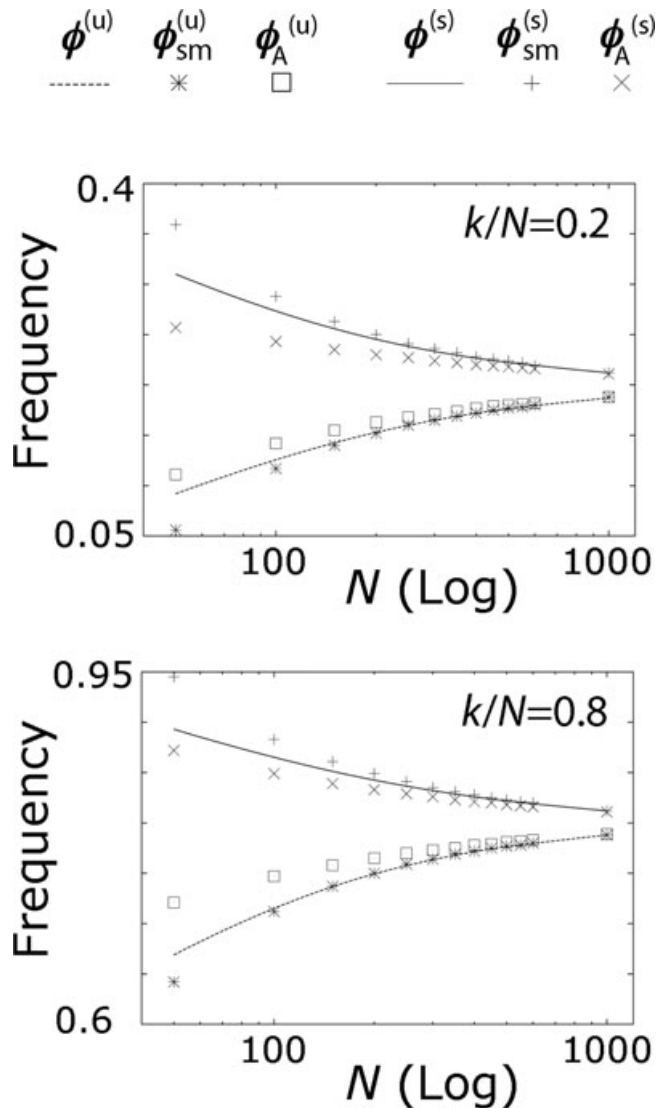 ϕ(u) ϕsm(u) ϕA(u) ϕ(s) ϕsm(s) ϕA(s)
0.4
k/N=0.2
Frequency
0.05
100 1000
N (Log)
0.95
k/N=0.8
Frequency
0.6
100 1000
N (Log)